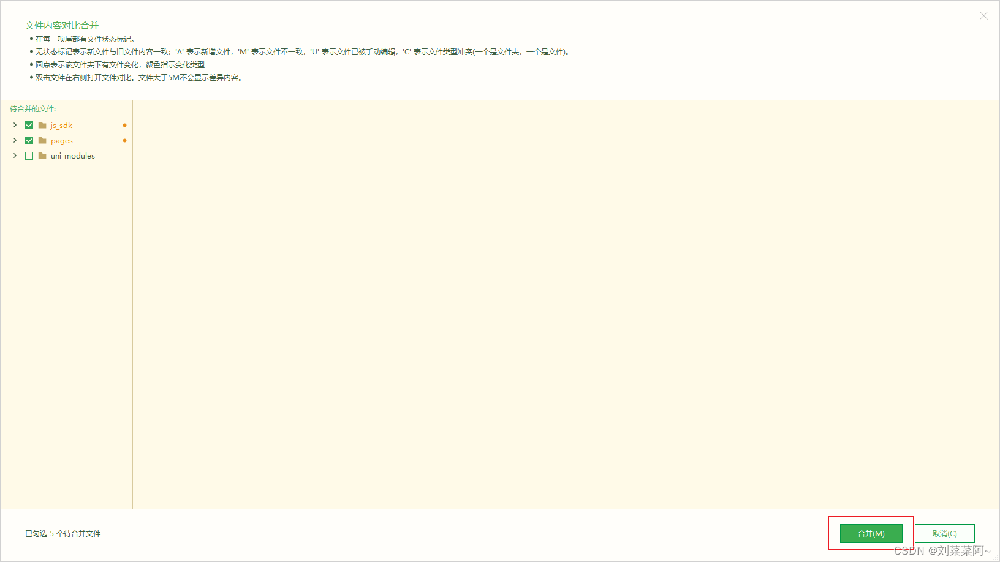 文件内容对比合并
• 在每一项尾部有文件状态标记。
• 无状态标记表示新文件与旧文件内容一致；'A' 表示新增文件，'M' 表示文件不一致，'U' 表示文件已被手动编辑，'C' 表示文件类型冲突(一个是文件夹，一个是文件)。
• 圆点表示该文件夹下有文件变化，颜色指示变化类型
• 双击文件在右侧打开文件对比。文件大于5M不会显示差异内容。
待合并的文件:
js_sdk
pages
uni_modules
已勾选 5 个待合并文件
合并(M)
取消(C)
CSDN @刘菜菜阿~